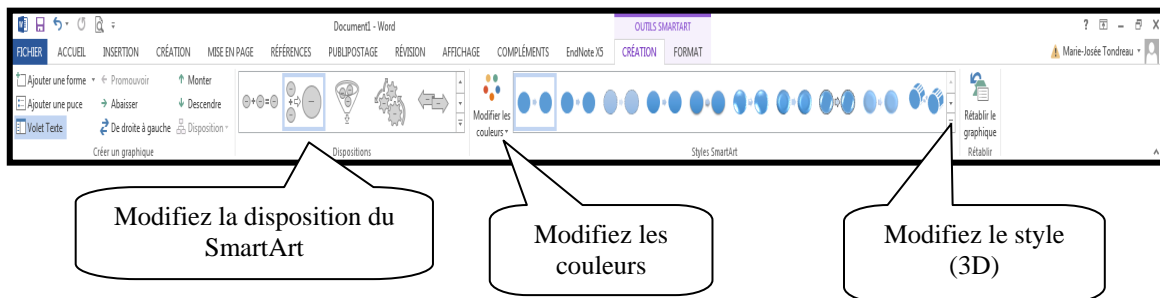 Document1 - Word
OUTILS SMARTART
?
FICHIER ACCUEIL INSERTION CRÉATION MISE EN PAGE RÉFÉRENCES PUBLIPOSTAGE RÉVISION AFFICHAGE COMPLÉMENTS EndNote X5 CRÉATION FORMAT Marie-Josée Tondreau
Ajouter une forme Promouvoir Monter
Ajouter une puce Abaisser Descendre
Volet Texte De droite à gauche Disposition
Modifier les
couleurs
Rétablir le
graphique
Créer un graphique Dispositions Styles SmartArt Rétablir
Modifiez la disposition du
SmartArt
Modifiez les
couleurs
Modifiez le style
(3D)